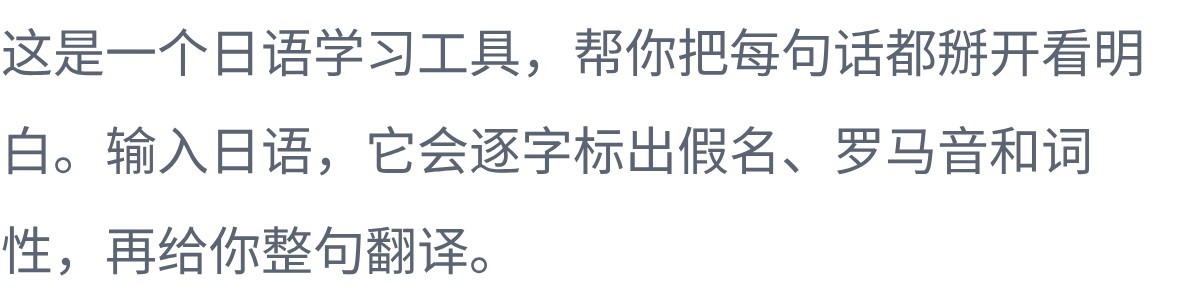 这是一个日语学习工具，帮你把每句话都掰开看明
白。输入日语，它会逐字标出假名、罗马音和词
性，再给你整句翻译。